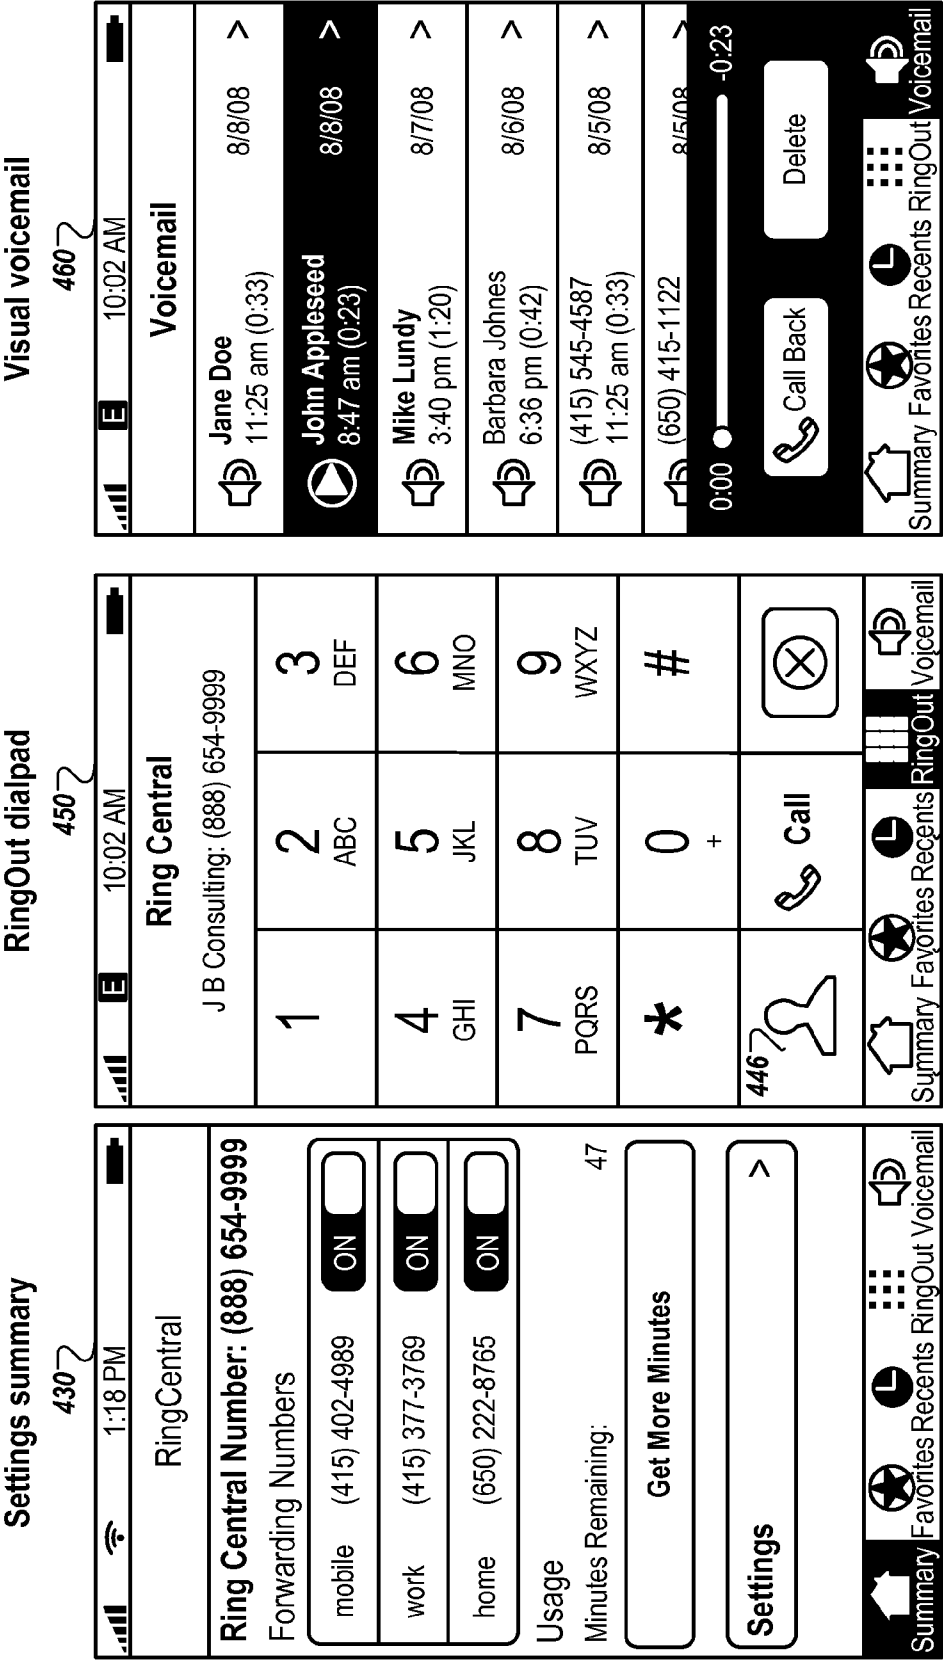 Settings summary
430
1:18 PM
RingCentral
Ring Central Number: (888) 654-9999
Forwarding Numbers
mobile (415) 402-4989 ON
work (415) 377-3769 ON
home (650) 222-8765 ON
Usage
Minutes Remaining: 47
Get More Minutes
Settings >
Summary Favorites Recents RingOut Voicemail
RingOut dialpad
450
E 10:02 AM
Ring Central
J B Consulting: (888) 654-9999
1 2 3
ABC DEF
4 5 6
GHI JKL MNO
7 8 9
PQRS TUV WXYZ
* 0 #
+
446
Call
Summary Favorites Recents RingOut Voicemail
Visual voicemail
460
E 10:02 AM
Voicemail
Jane Doe
11:25 am (0:33) 8/8/08 >
John Appleseed
8:47 am (0:23) 8/8/08 >
Mike Lundy
3:40 pm (1:20) 8/7/08 >
Barbara Johnes
6:36 pm (0:42) 8/6/08 >
(415) 545-4587
11:25 am (0:33) 8/5/08 >
(650) 415-1122 8/5/08 >
0:00 -0:23
Call Back Delete
Summary Favorites Recents RingOut Voicemail